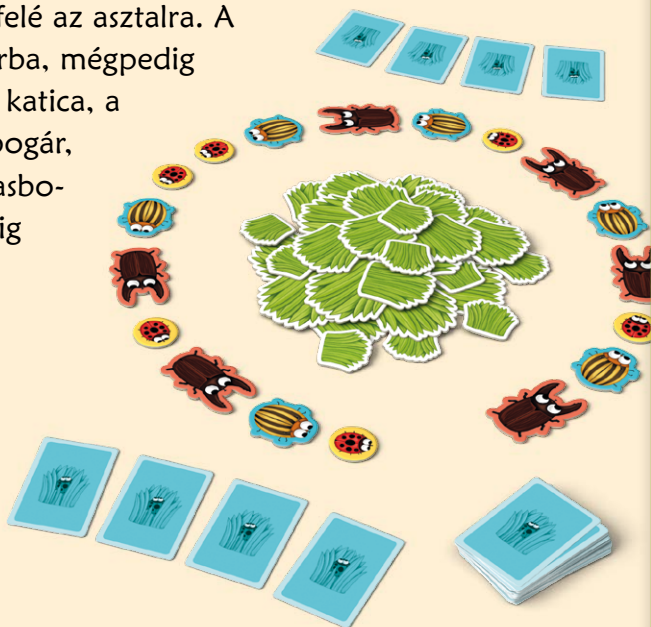 felé az asztalra. A
rba, mégpedig
katica, a
bogár,
asbo-
ig